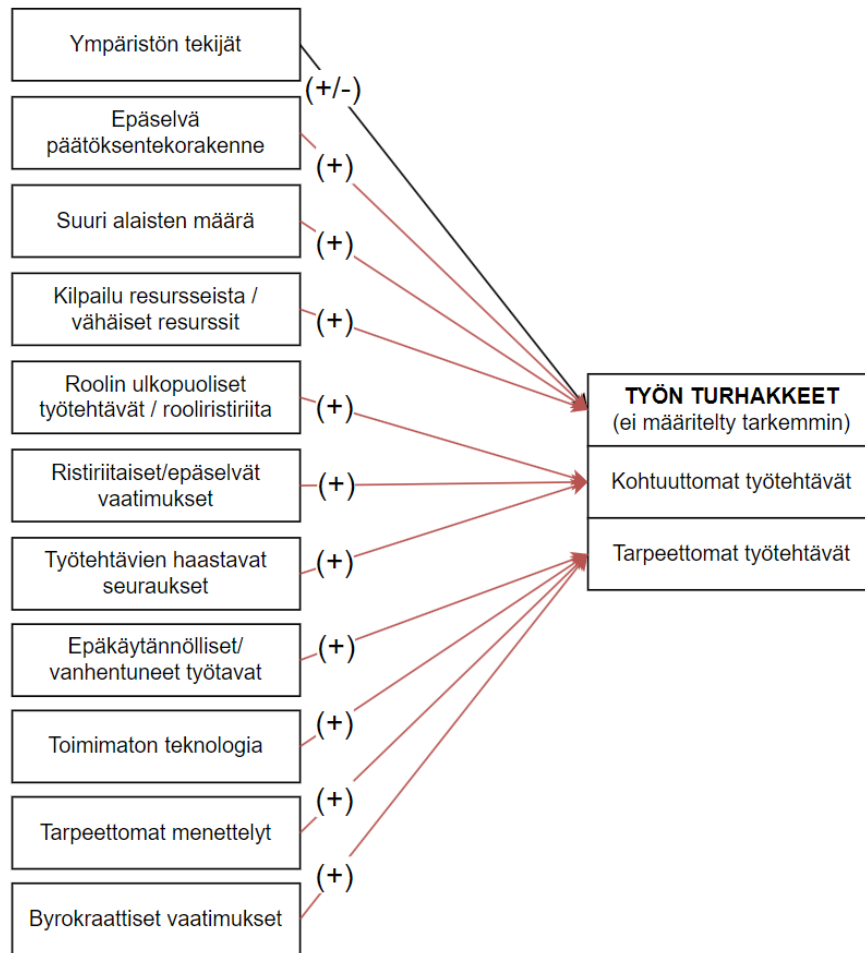 Ympäristön tekijät
(+/-)
Epäselvä
päätöksentekorakenne
(+)
Suuri alaisten määrä
(+)
Kilpailu resursseista /
vähäiset resurssit
(+)
Roolin ulkopuoliset
työtehtävät / rooliristiriita
(+)
Ristiriitaiset/epäselvät
vaatimukset
(+)
Työtehtävien haastavat
seuraukset
(+)
Epäkäytännölliset/
vanhentuneet työtavat
(+)
Toimimaton teknologia
(+)
Tarpeettomat menettelyt
(+)
Byrokraattiset vaatimukset
(+)
TYÖN TURHAKKEET
(ei määritelty tarkemmin)
Kohtuuttomat työtehtävät
Tarpeettomat työtehtävät